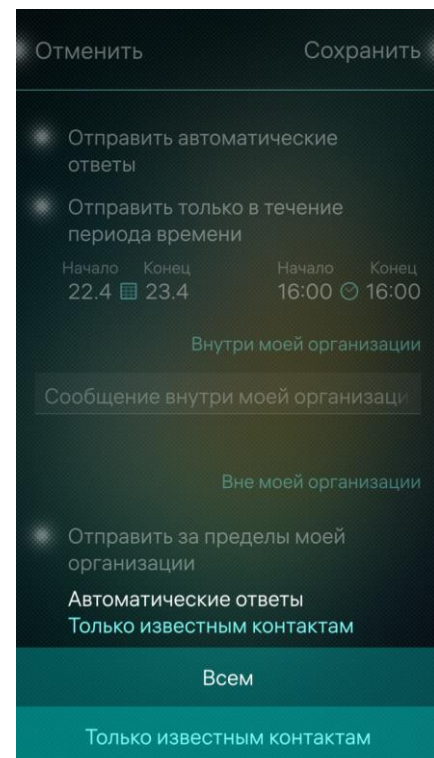 Отменить Сохранить
Отправить автоматические
ответы
Отправить только в течение
периода времени
Начало Конец Начало Конец
22.4 23.4 16:00 16:00
Внутри моей организации
Сообщение внутри моей организаци
Вне моей организации
Отправить за пределы моей
организации
Автоматические ответы
Только известным контактам
Всем
Только известным контактам